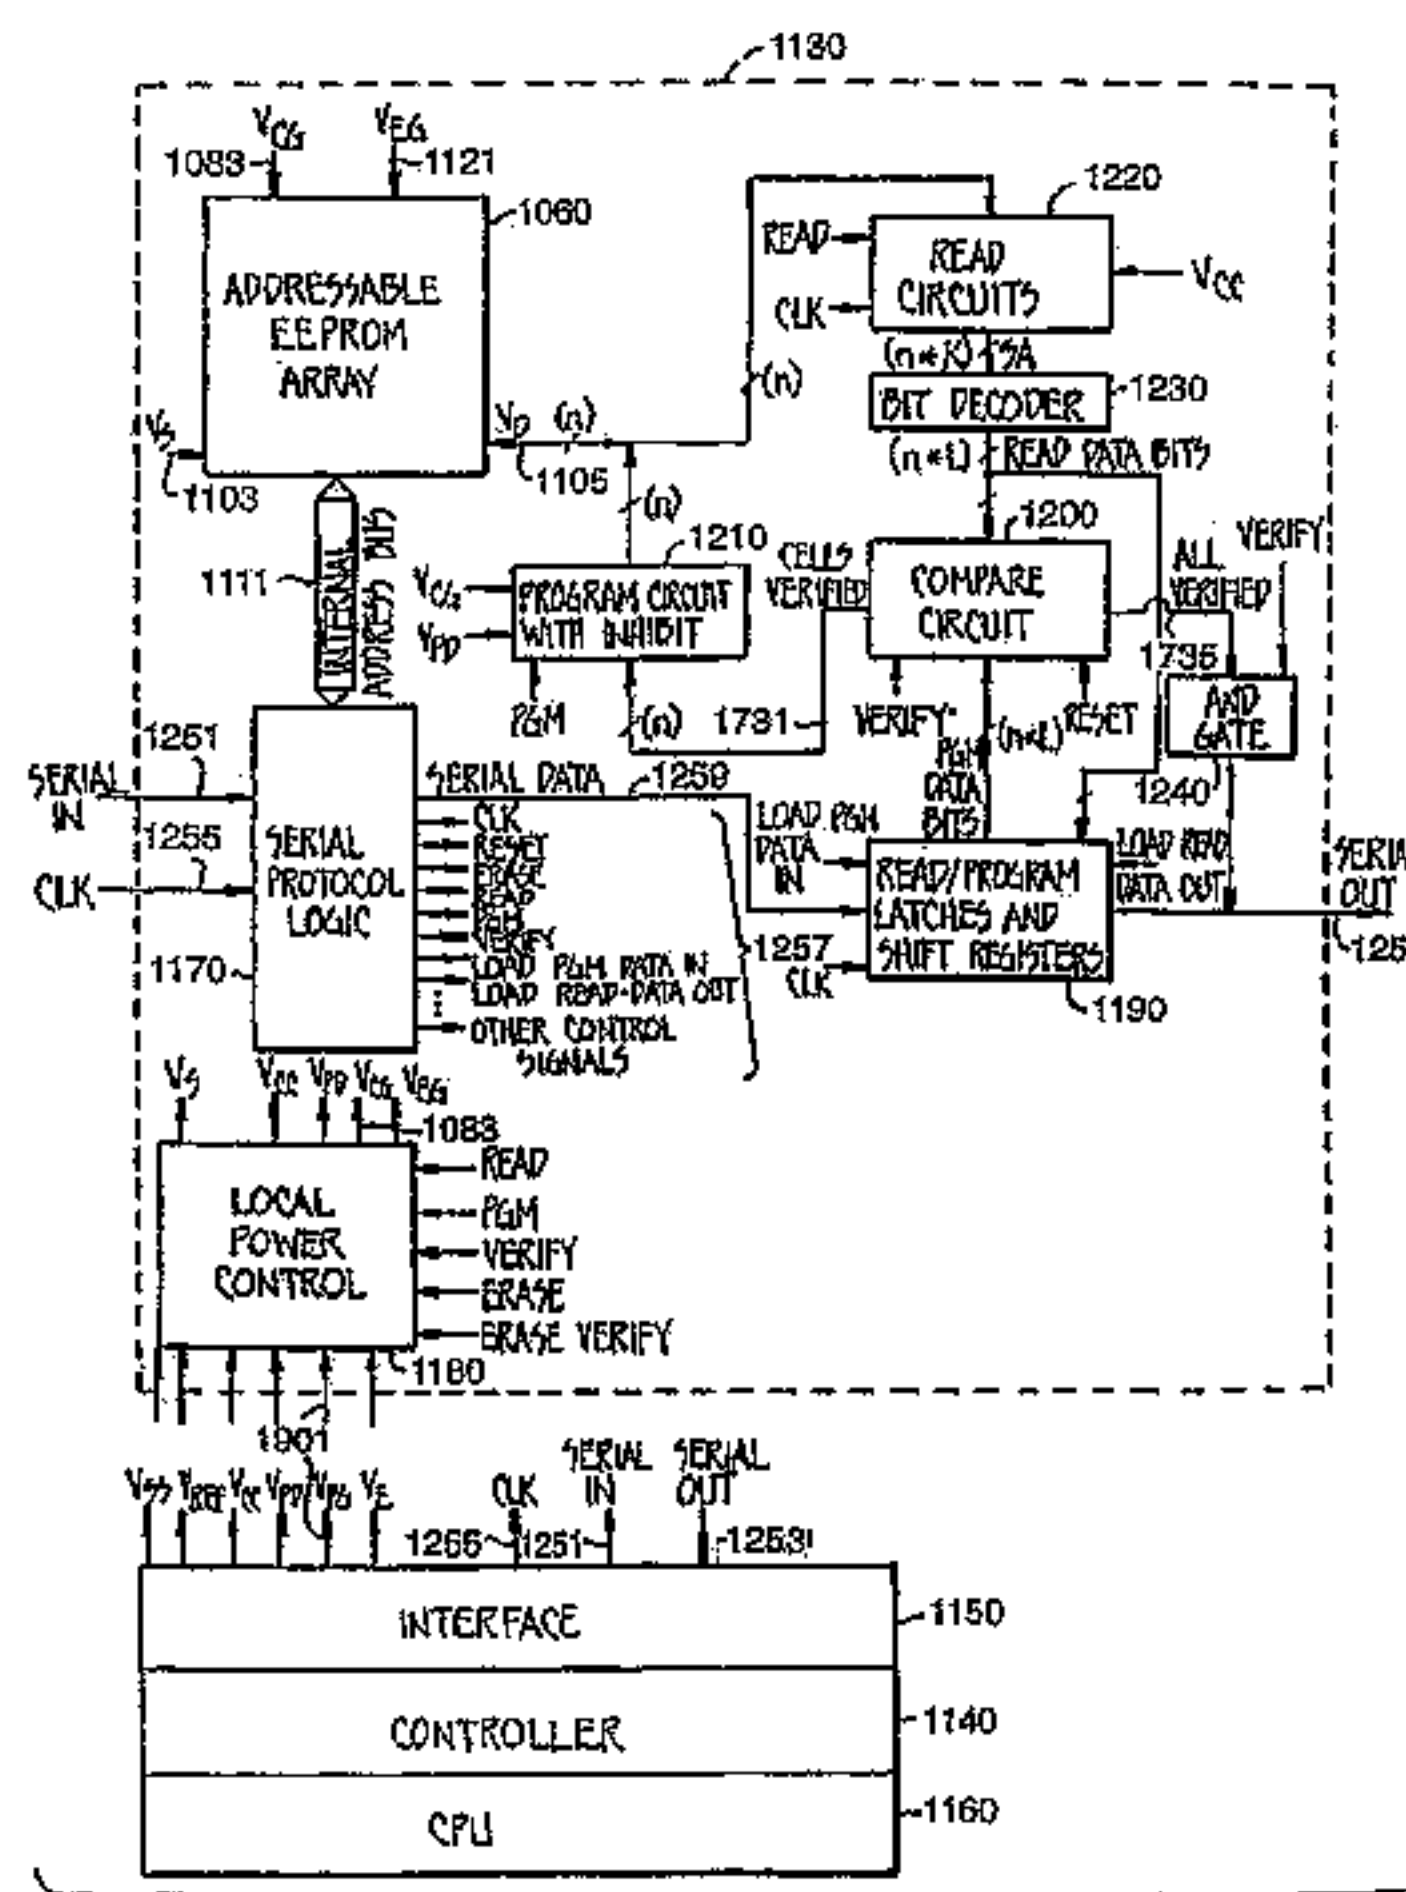 1130
VCG
VEG
1083
1121
1060
ADDRESSABLE
EEPROM
ARRAY
VS
1103
VD (n)
1105
(n)
1220
READ
CLK
READ
CIRCUITS
VCC
(n*K) SA
BIT DECODER
1230
(n*L)
READ DATA BITS
1111
INTERNAL
ADDRESS BUS
(n)
1210
VCG
VPD
PROGRAM CIRCUIT
WITH INHIBIT
PGM
(n)
1731
CELLS
VERIFIED
1200
COMPARE
CIRCUIT
ALL
VERIFIED
VERIFY
1735
AND
GATE
1240
VERIFY
(n*L)
RESET
PGM
DATA
BITS
1251
SERIAL
IN
1255
CLK
SERIAL
PROTOCOL
LOGIC
1170
SERIAL DATA
1259
CLK
RESET
ERASE
READ
PGM
VERIFY
LOAD PGM DATA IN
LOAD READ-DATA OUT
OTHER CONTROL
SIGNALS
1257
LOAD PGM
DATA
IN
CLK
READ/PROGRAM
LATCHES AND
SHIFT REGISTERS
1190
LOAD READ
DATA OUT
SERIA
OUT
125
VS
VCC
VPD
VCG
VEG
1083
LOCAL
POWER
CONTROL
READ
PGM
VERIFY
ERASE
ERASE VERIFY
1180
1901
VSS
VREF
VCC
VPD
VPG
VE
CLK
SERIAL
IN
SERIAL
OUT
1255
1251
1253
INTERFACE
1150
CONTROLLER
1140
CPU
1160